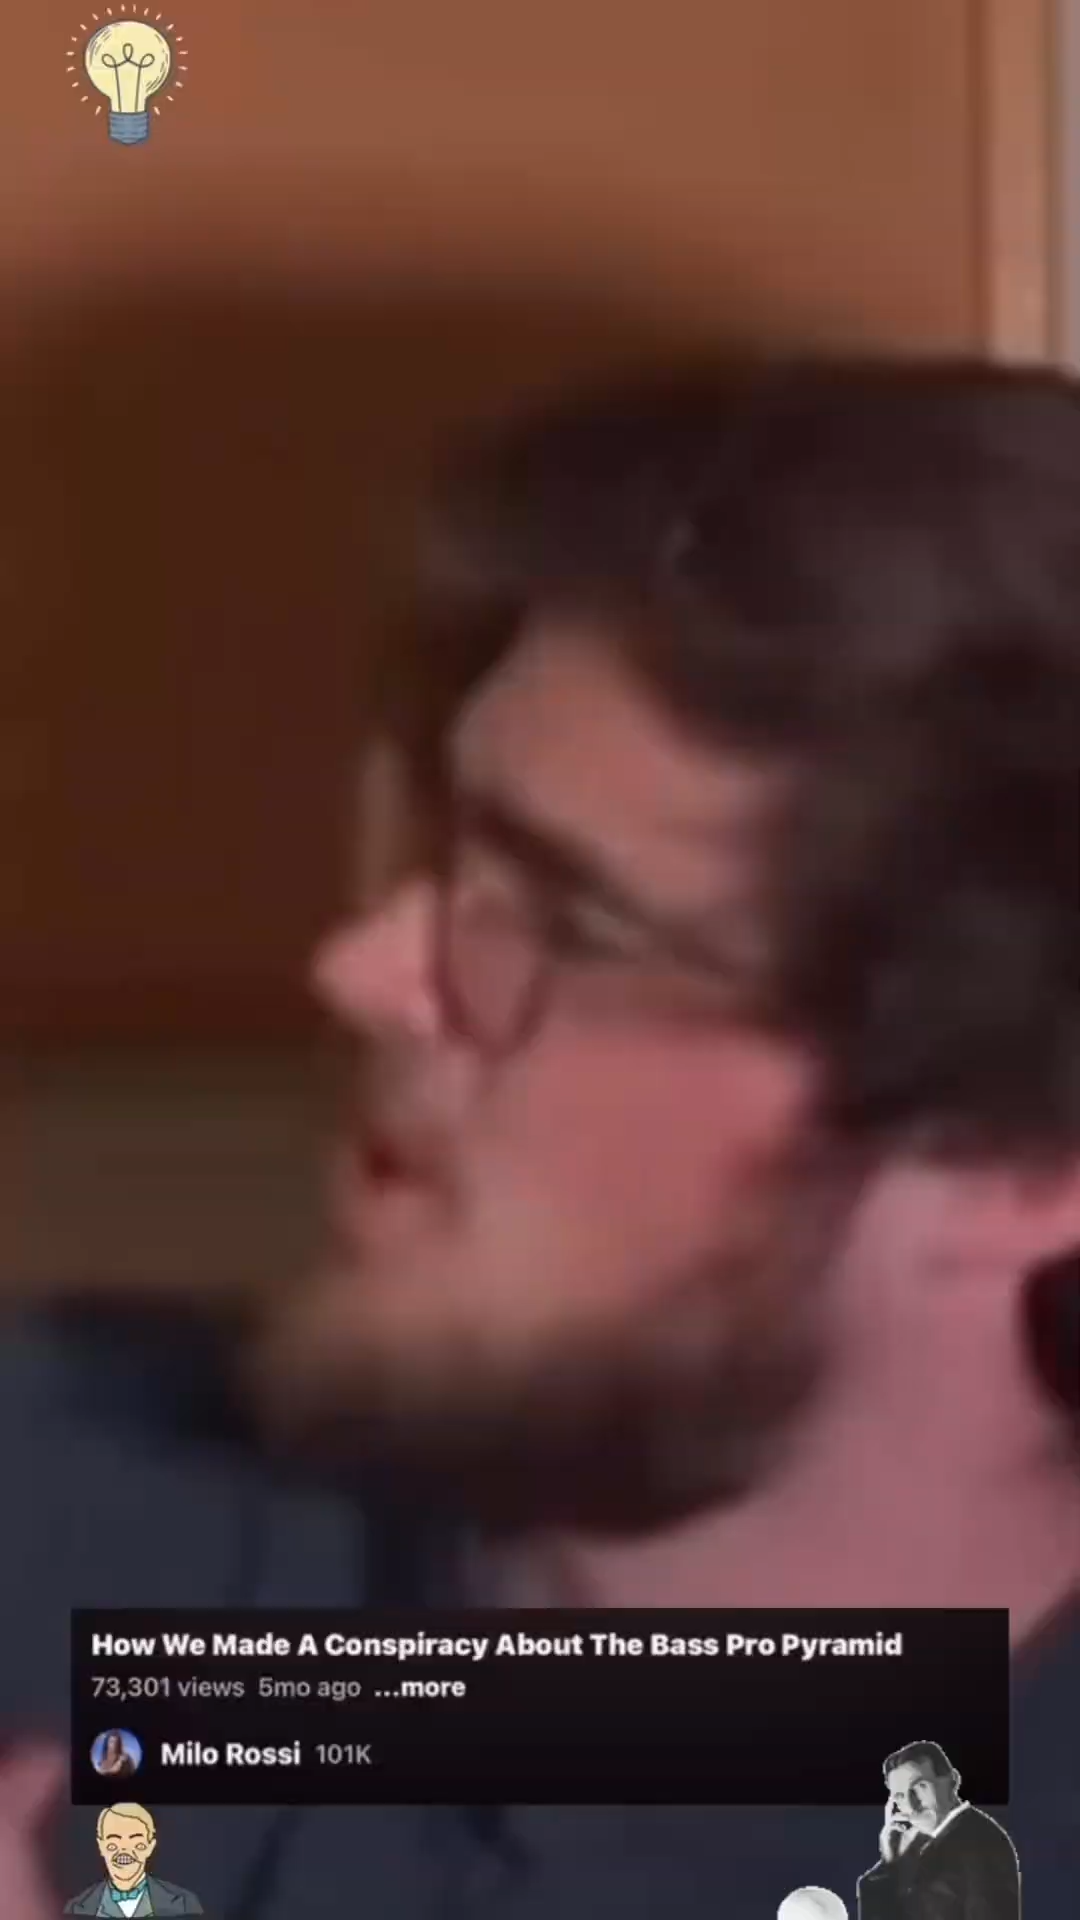 How We Made A Conspiracy About The Bass Pro Pyramid
73,301 views 5mo ago ...more
Milo Rossi 101K